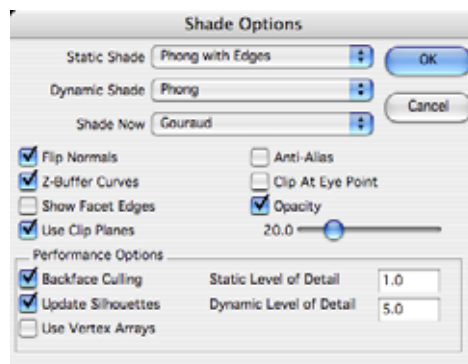 Shade Options
Static Shade Phong with Edges OK
Dynamic Shade Phong Cancel
Shade Now Gouraud
Flip Normals Anti-Alias
Z-Buffer Curves Clip At Eye Point
Show Facet Edges Opacity
Use Clip Planes 20.0
Performance Options
Backface Culling Static Level of Detail 1.0
Update Silhouettes Dynamic Level of Detail 5.0
Use Vertex Arrays